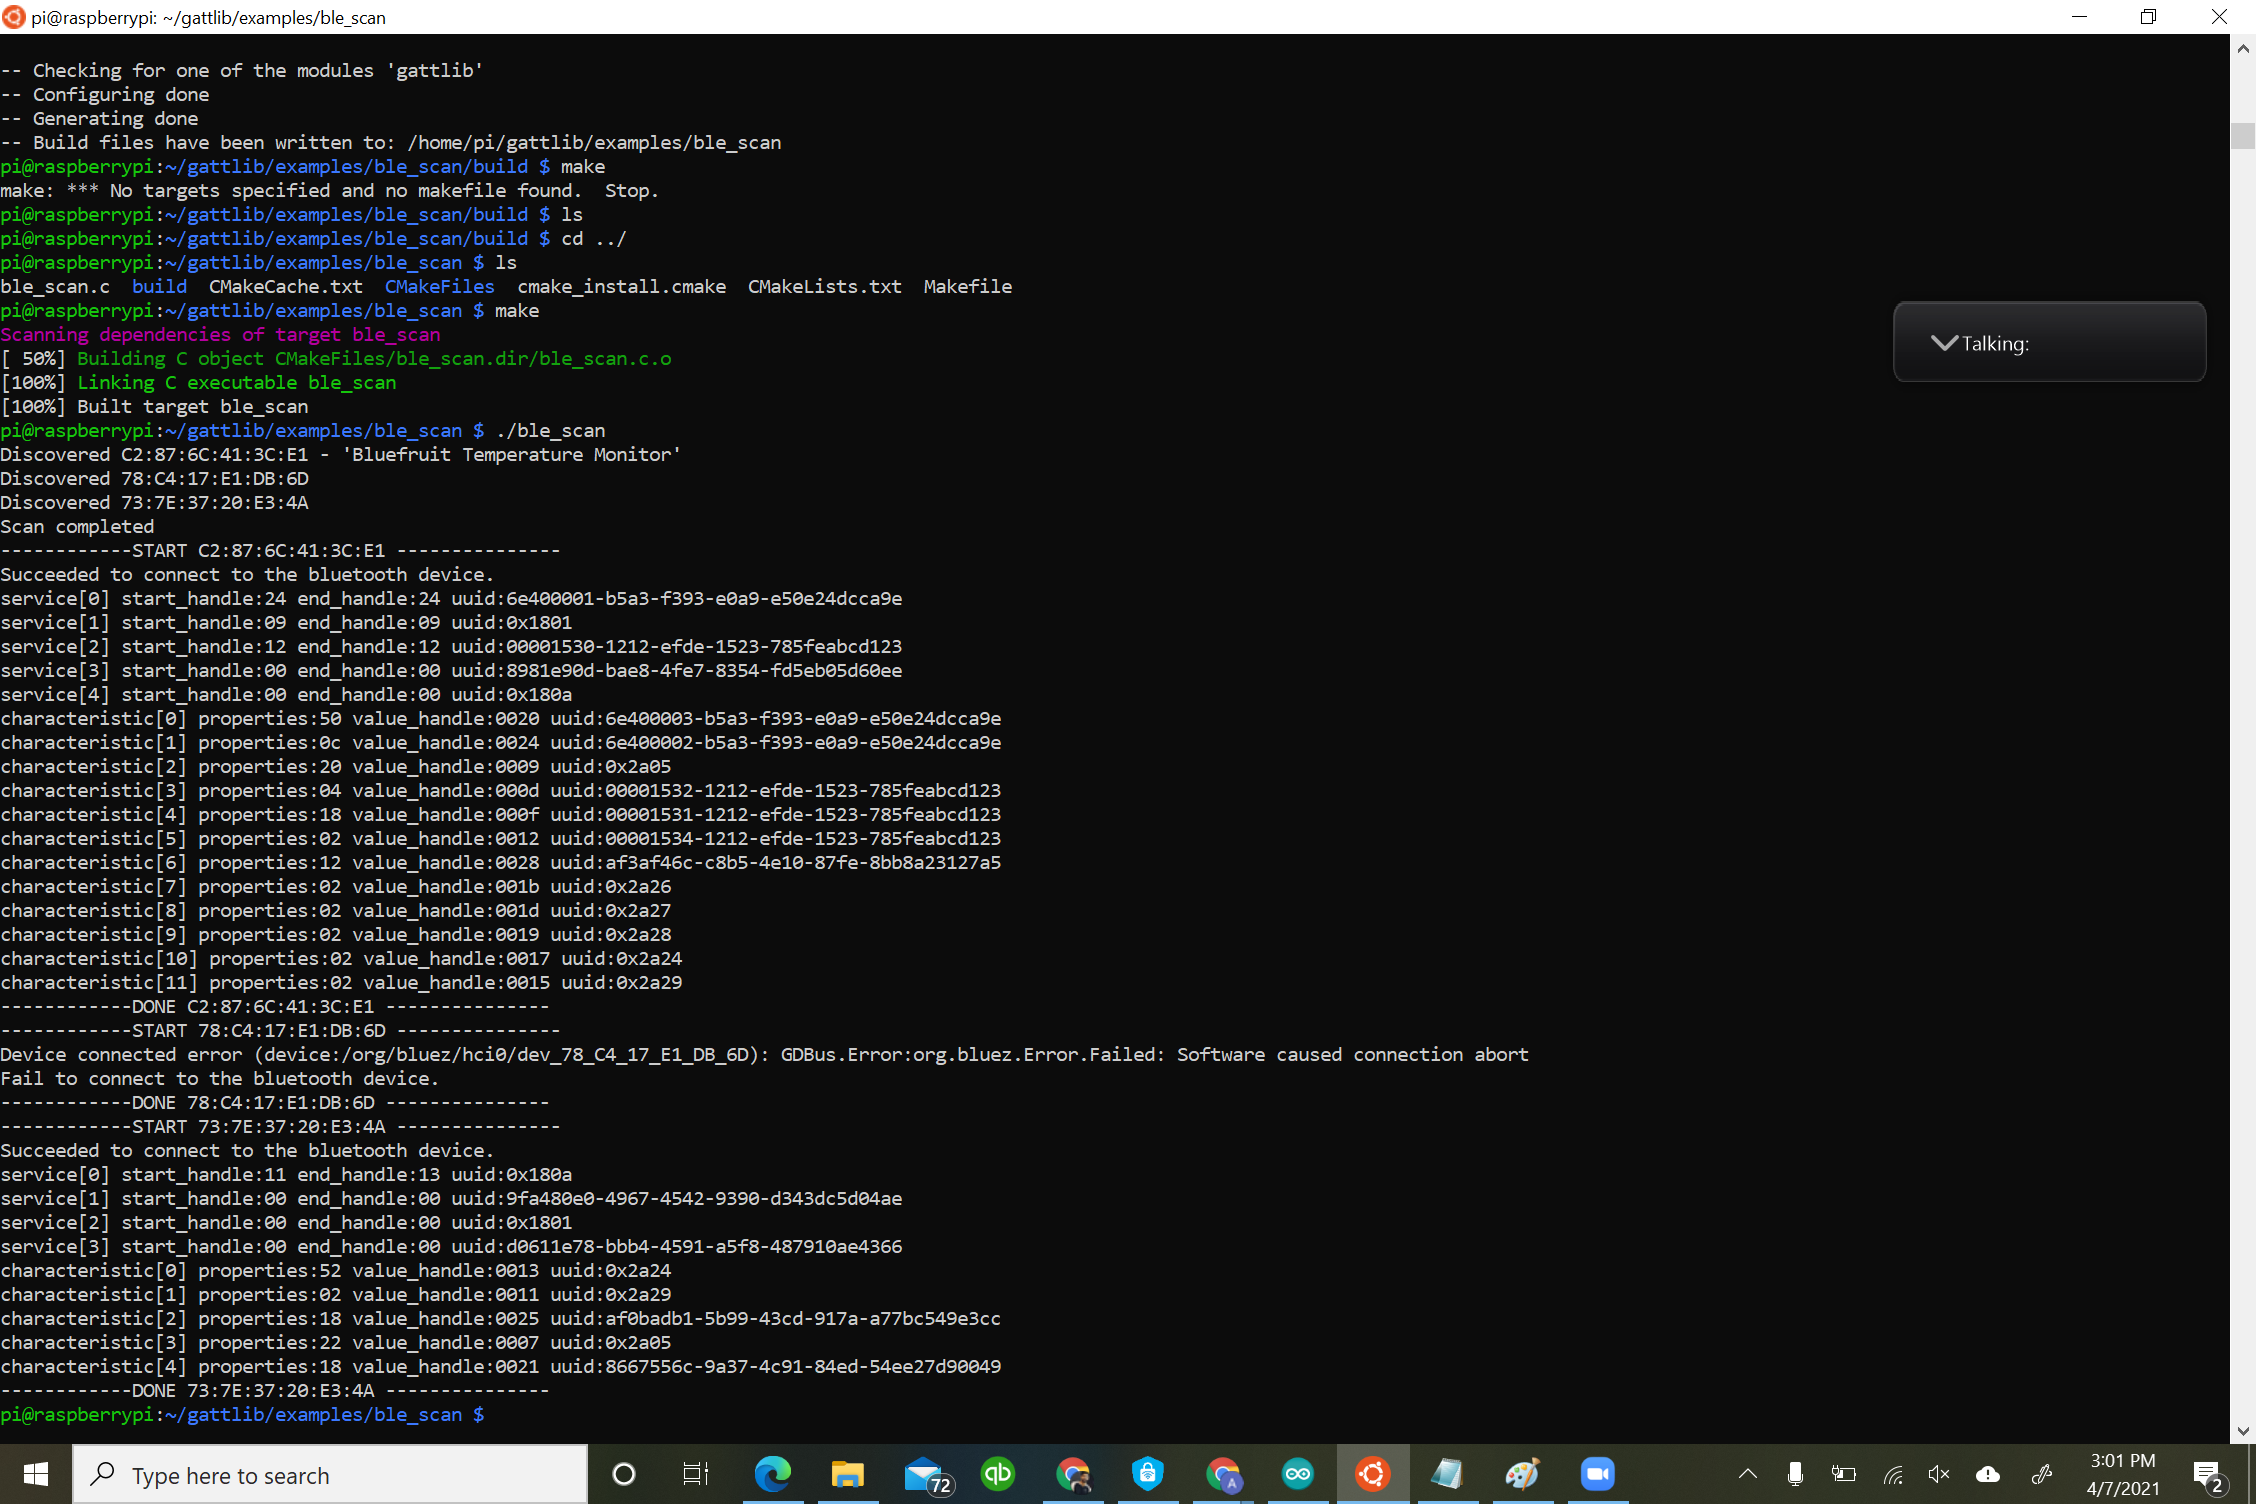 pi@raspberrypi: ~/gattlib/examples/ble_scan
-- Checking for one of the modules 'gattlib'
-- Configuring done
-- Generating done
-- Build files have been written to: /home/pi/gattlib/examples/ble_scan
pi@raspberrypi:~/gattlib/examples/ble_scan/build $ make
make: *** No targets specified and no makefile found.  Stop.
pi@raspberrypi:~/gattlib/examples/ble_scan/build $ ls
pi@raspberrypi:~/gattlib/examples/ble_scan/build $ cd ../
pi@raspberrypi:~/gattlib/examples/ble_scan $ ls
ble_scan.c  build  CMakeCache.txt  CMakeFiles  cmake_install.cmake  CMakeLists.txt  Makefile
pi@raspberrypi:~/gattlib/examples/ble_scan $ make
Scanning dependencies of target ble_scan
Talking:
[ 50%] Building C object CMakeFiles/ble_scan.dir/ble_scan.c.o
[100%] Linking C executable ble_scan
[100%] Built target ble_scan
pi@raspberrypi:~/gattlib/examples/ble_scan $ ./ble_scan
Discovered C2:87:6C:41:3C:E1 - 'Bluefruit Temperature Monitor'
Discovered 78:C4:17:E1:DB:6D
Discovered 73:7E:37:20:E3:4A
Scan completed
------------START C2:87:6C:41:3C:E1 ---------------
Succeeded to connect to the bluetooth device.
service[0] start_handle:24 end_handle:24 uuid:6e400001-b5a3-f393-e0a9-e50e24dcca9e
service[1] start_handle:09 end_handle:09 uuid:0x1801
service[2] start_handle:12 end_handle:12 uuid:00001530-1212-efde-1523-785feabcd123
service[3] start_handle:00 end_handle:00 uuid:8981e90d-bae8-4fe7-8354-fd5eb05d60ee
service[4] start_handle:00 end_handle:00 uuid:0x180a
characteristic[0] properties:50 value_handle:0020 uuid:6e400003-b5a3-f393-e0a9-e50e24dcca9e
characteristic[1] properties:0c value_handle:0024 uuid:6e400002-b5a3-f393-e0a9-e50e24dcca9e
characteristic[2] properties:20 value_handle:0009 uuid:0x2a05
characteristic[3] properties:04 value_handle:000d uuid:00001532-1212-efde-1523-785feabcd123
characteristic[4] properties:18 value_handle:000f uuid:00001531-1212-efde-1523-785feabcd123
characteristic[5] properties:02 value_handle:0012 uuid:00001534-1212-efde-1523-785feabcd123
characteristic[6] properties:12 value_handle:0028 uuid:af3af46c-c8b5-4e10-87fe-8bb8a23127a5
characteristic[7] properties:02 value_handle:001b uuid:0x2a26
characteristic[8] properties:02 value_handle:001d uuid:0x2a27
characteristic[9] properties:02 value_handle:0019 uuid:0x2a28
characteristic[10] properties:02 value_handle:0017 uuid:0x2a24
characteristic[11] properties:02 value_handle:0015 uuid:0x2a29
------------DONE C2:87:6C:41:3C:E1 ---------------
------------START 78:C4:17:E1:DB:6D ---------------
Device connected error (device:/org/bluez/hci0/dev_78_C4_17_E1_DB_6D): GDBus.Error:org.bluez.Error.Failed: Software caused connection abort
Fail to connect to the bluetooth device.
------------DONE 78:C4:17:E1:DB:6D ---------------
------------START 73:7E:37:20:E3:4A ---------------
Succeeded to connect to the bluetooth device.
service[0] start_handle:11 end_handle:13 uuid:0x180a
service[1] start_handle:00 end_handle:00 uuid:9fa480e0-4967-4542-9390-d343dc5d04ae
service[2] start_handle:00 end_handle:00 uuid:0x1801
service[3] start_handle:00 end_handle:00 uuid:d0611e78-bbb4-4591-a5f8-487910ae4366
characteristic[0] properties:52 value_handle:0013 uuid:0x2a24
characteristic[1] properties:02 value_handle:0011 uuid:0x2a29
characteristic[2] properties:18 value_handle:0025 uuid:af0badb1-5b99-43cd-917a-a77bc549e3cc
characteristic[3] properties:22 value_handle:0007 uuid:0x2a05
characteristic[4] properties:18 value_handle:0021 uuid:8667556c-9a37-4c91-84ed-54ee27d90049
------------DONE 73:7E:37:20:E3:4A ---------------
pi@raspberrypi:~/gattlib/examples/ble_scan $
Type here to search
72
qb
A
3:01 PM
4/7/2021
2